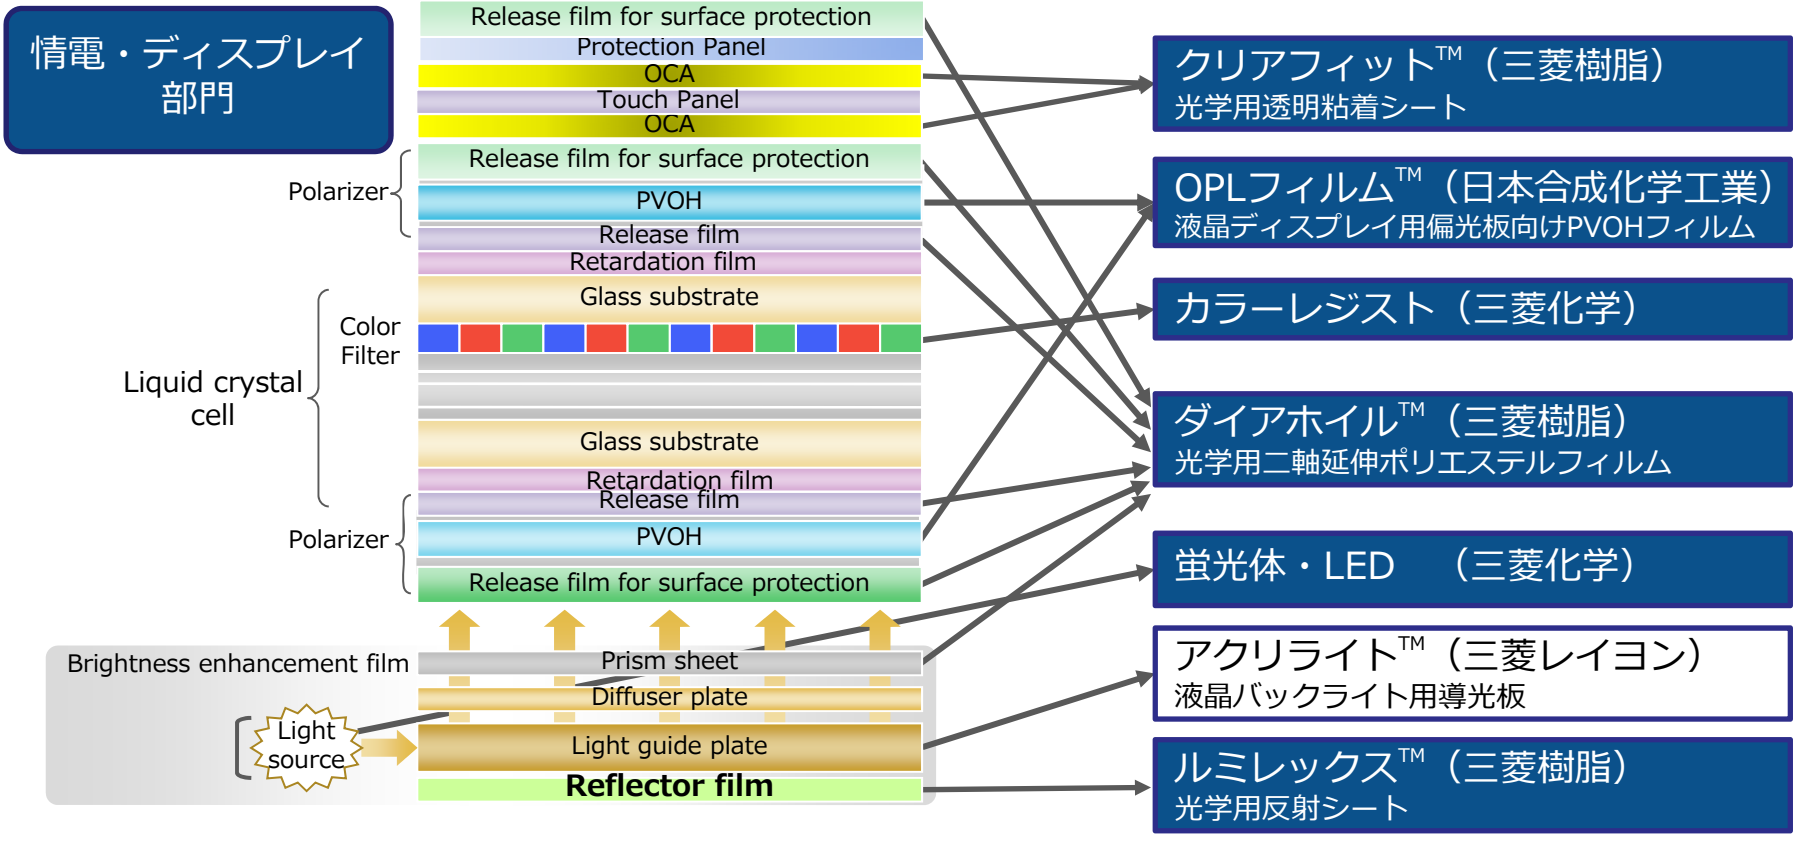 情電・ディスプレイ
部門
Release film for surface protection
Protection Panel
OCA
Touch Panel
OCA
Release film for surface protection
Polarizer
PVOH
Release film
Retardation film
Glass substrate
Color
Filter
Liquid crystal
cell
Glass substrate
Retardation film
Release film
Polarizer
PVOH
Release film for surface protection
Brightness enhancement film
Prism sheet
Diffuser plate
Light
source
Light guide plate
Reflector film
クリアフィット™（三菱樹脂）
光学用透明粘着シート
OPLフィルム™（日本合成化学工業）
液晶ディスプレイ用偏光板向けPVOHフィルム
カラーレジスト（三菱化学）
ダイアホイル™（三菱樹脂）
光学用二軸延伸ポリエステルフィルム
蛍光体・LED　（三菱化学）
アクリライト™（三菱レイヨン）
液晶バックライト用導光板
ルミレックス™（三菱樹脂）
光学用反射シート